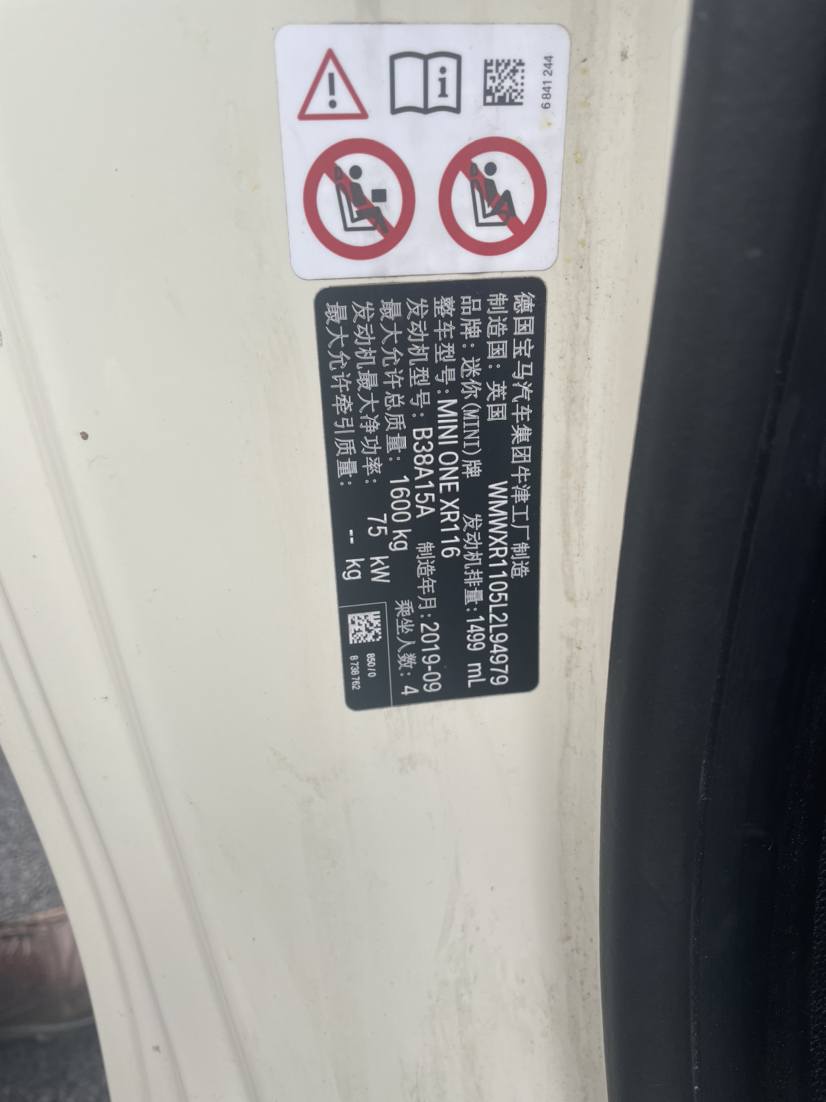 6 841 244
德国宝马汽车集团牛津工厂制造
制造国：英国 WMWXR1105L2L94979
品牌：迷你(MINI)牌 发动机排量:1499 mL
整车型号:MINI ONE XR116
发动机型号：B38A15A 制造年月:2019-09
最大允许总质量：1600 kg 乘坐人数：4
发动机最大净功率： 75 kW
最大允许牵引质量： -- kg
850/0
8 738 762